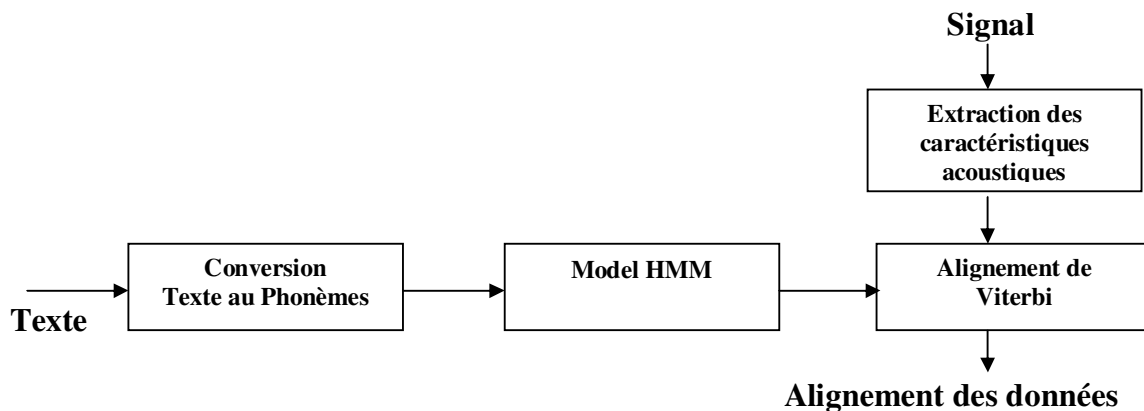 Signal
Extraction des
caractéristiques
acoustiques
Conversion
Texte au Phonèmes
Model HMM
Alignement de
Viterbi
Texte
Alignement des données